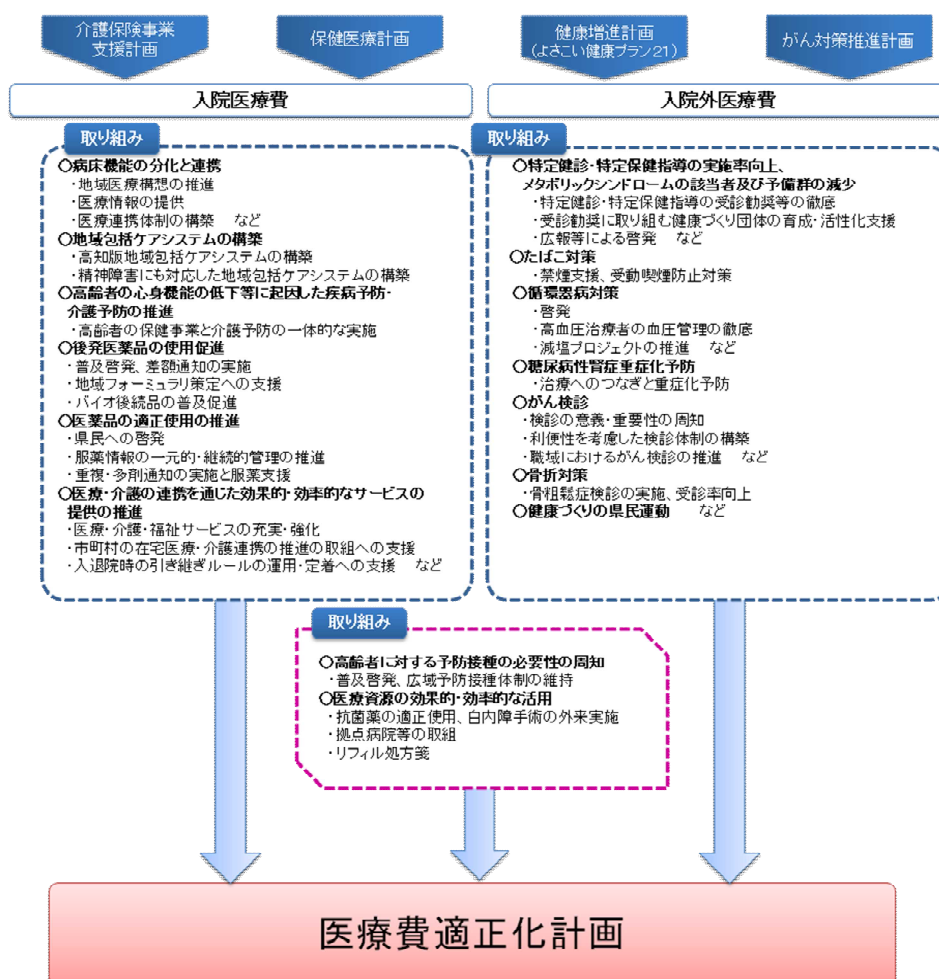 介護保険事業
支援計画
保健医療計画
健康増進計画
(よさこい健康プラン21)
がん対策推進計画
入院医療費
入院外医療費
取り組み
○病床機能の分化と連携
・地域医療構想の推進
・医療情報の提供
・医療連携体制の構築 など
○地域包括ケアシステムの構築
・高知版地域包括ケアシステムの構築
・精神障害にも対応した地域包括ケアシステムの構築
○高齢者の心身機能の低下等に起因した疾病予防・
介護予防の推進
・高齢者の保健事業と介護予防の一体的な実施
○後発医薬品の使用促進
・普及啓発、差額通知の実施
・地域フォーミュラリ策定への支援
・バイオ後続品の普及促進
○医薬品の適正使用の推進
・県民への啓発
・服薬情報の一元的・継続的管理の推進
・重複・多剤通知の実施と服薬支援
○医療・介護の連携を通じた効果的・効率的なサービスの
提供の推進
・医療・介護・福祉サービスの充実・強化
・市町村の在宅医療・介護連携の推進の取組への支援
・入退院時の引き継ぎルールの運用・定着への支援 など
取り組み
○特定健診・特定保健指導の実施率向上、
メタボリックシンドロームの該当者及び予備群の減少
・特定健診・特定保健指導の受診勧奨等の徹底
・受診勧奨に取り組む健康づくり団体の育成・活性化支援
・広報等による啓発 など
○たばこ対策
・禁煙支援、受動喫煙防止対策
○循環器病対策
・啓発
・高血圧治療者の血圧管理の徹底
・減塩プロジェクトの推進 など
○糖尿病性腎症重症化予防
・治療へのつなぎと重症化予防
○がん検診
・検診の意義・重要性の周知
・利便性を考慮した検診体制の構築
・職域におけるがん検診の推進 など
○骨折対策
・骨粗鬆症検診の実施、受診率向上
○健康づくりの県民運動 など
取り組み
○高齢者に対する予防接種の必要性の周知
・普及啓発、広域予防接種体制の維持
○医療資源の効果的・効率的な活用
・抗菌薬の適正使用、白内障手術の外来実施
・拠点病院等の取組
・リフィル処方箋
医療費適正化計画